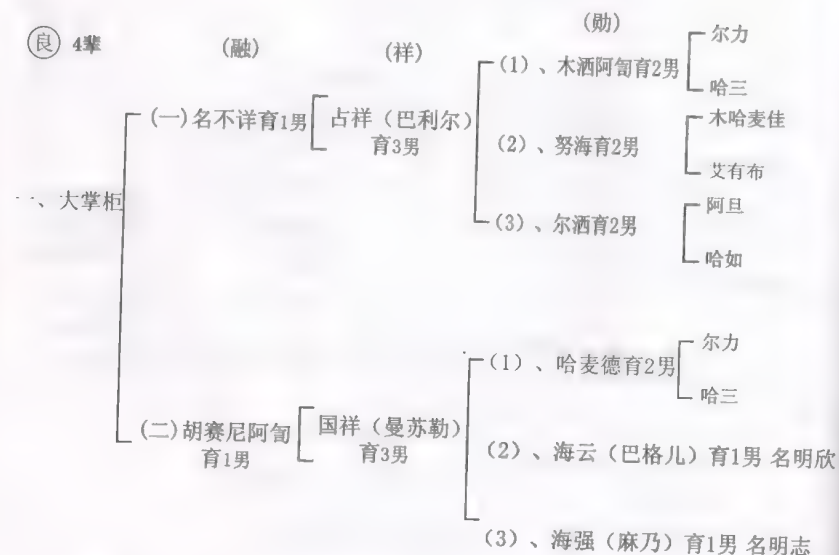 良 4辈
(融) (祥) (勋)
一、大掌柜
(一)名不详育1男
占祥（巴利尔）
育3男
(1)、木洒阿訇育2男
尔力
哈三
(2)、努海育2男
木哈麦佳
艾有布
(3)、尔洒育2男
阿旦
哈如
(二)胡赛尼阿訇
育1男
国祥（曼苏勒）
育3男
(1)、哈麦德育2男
尔力
哈三
(2)、海云（巴格儿）育1男 名明欣
(3)、海强（麻乃）育1男 名明志